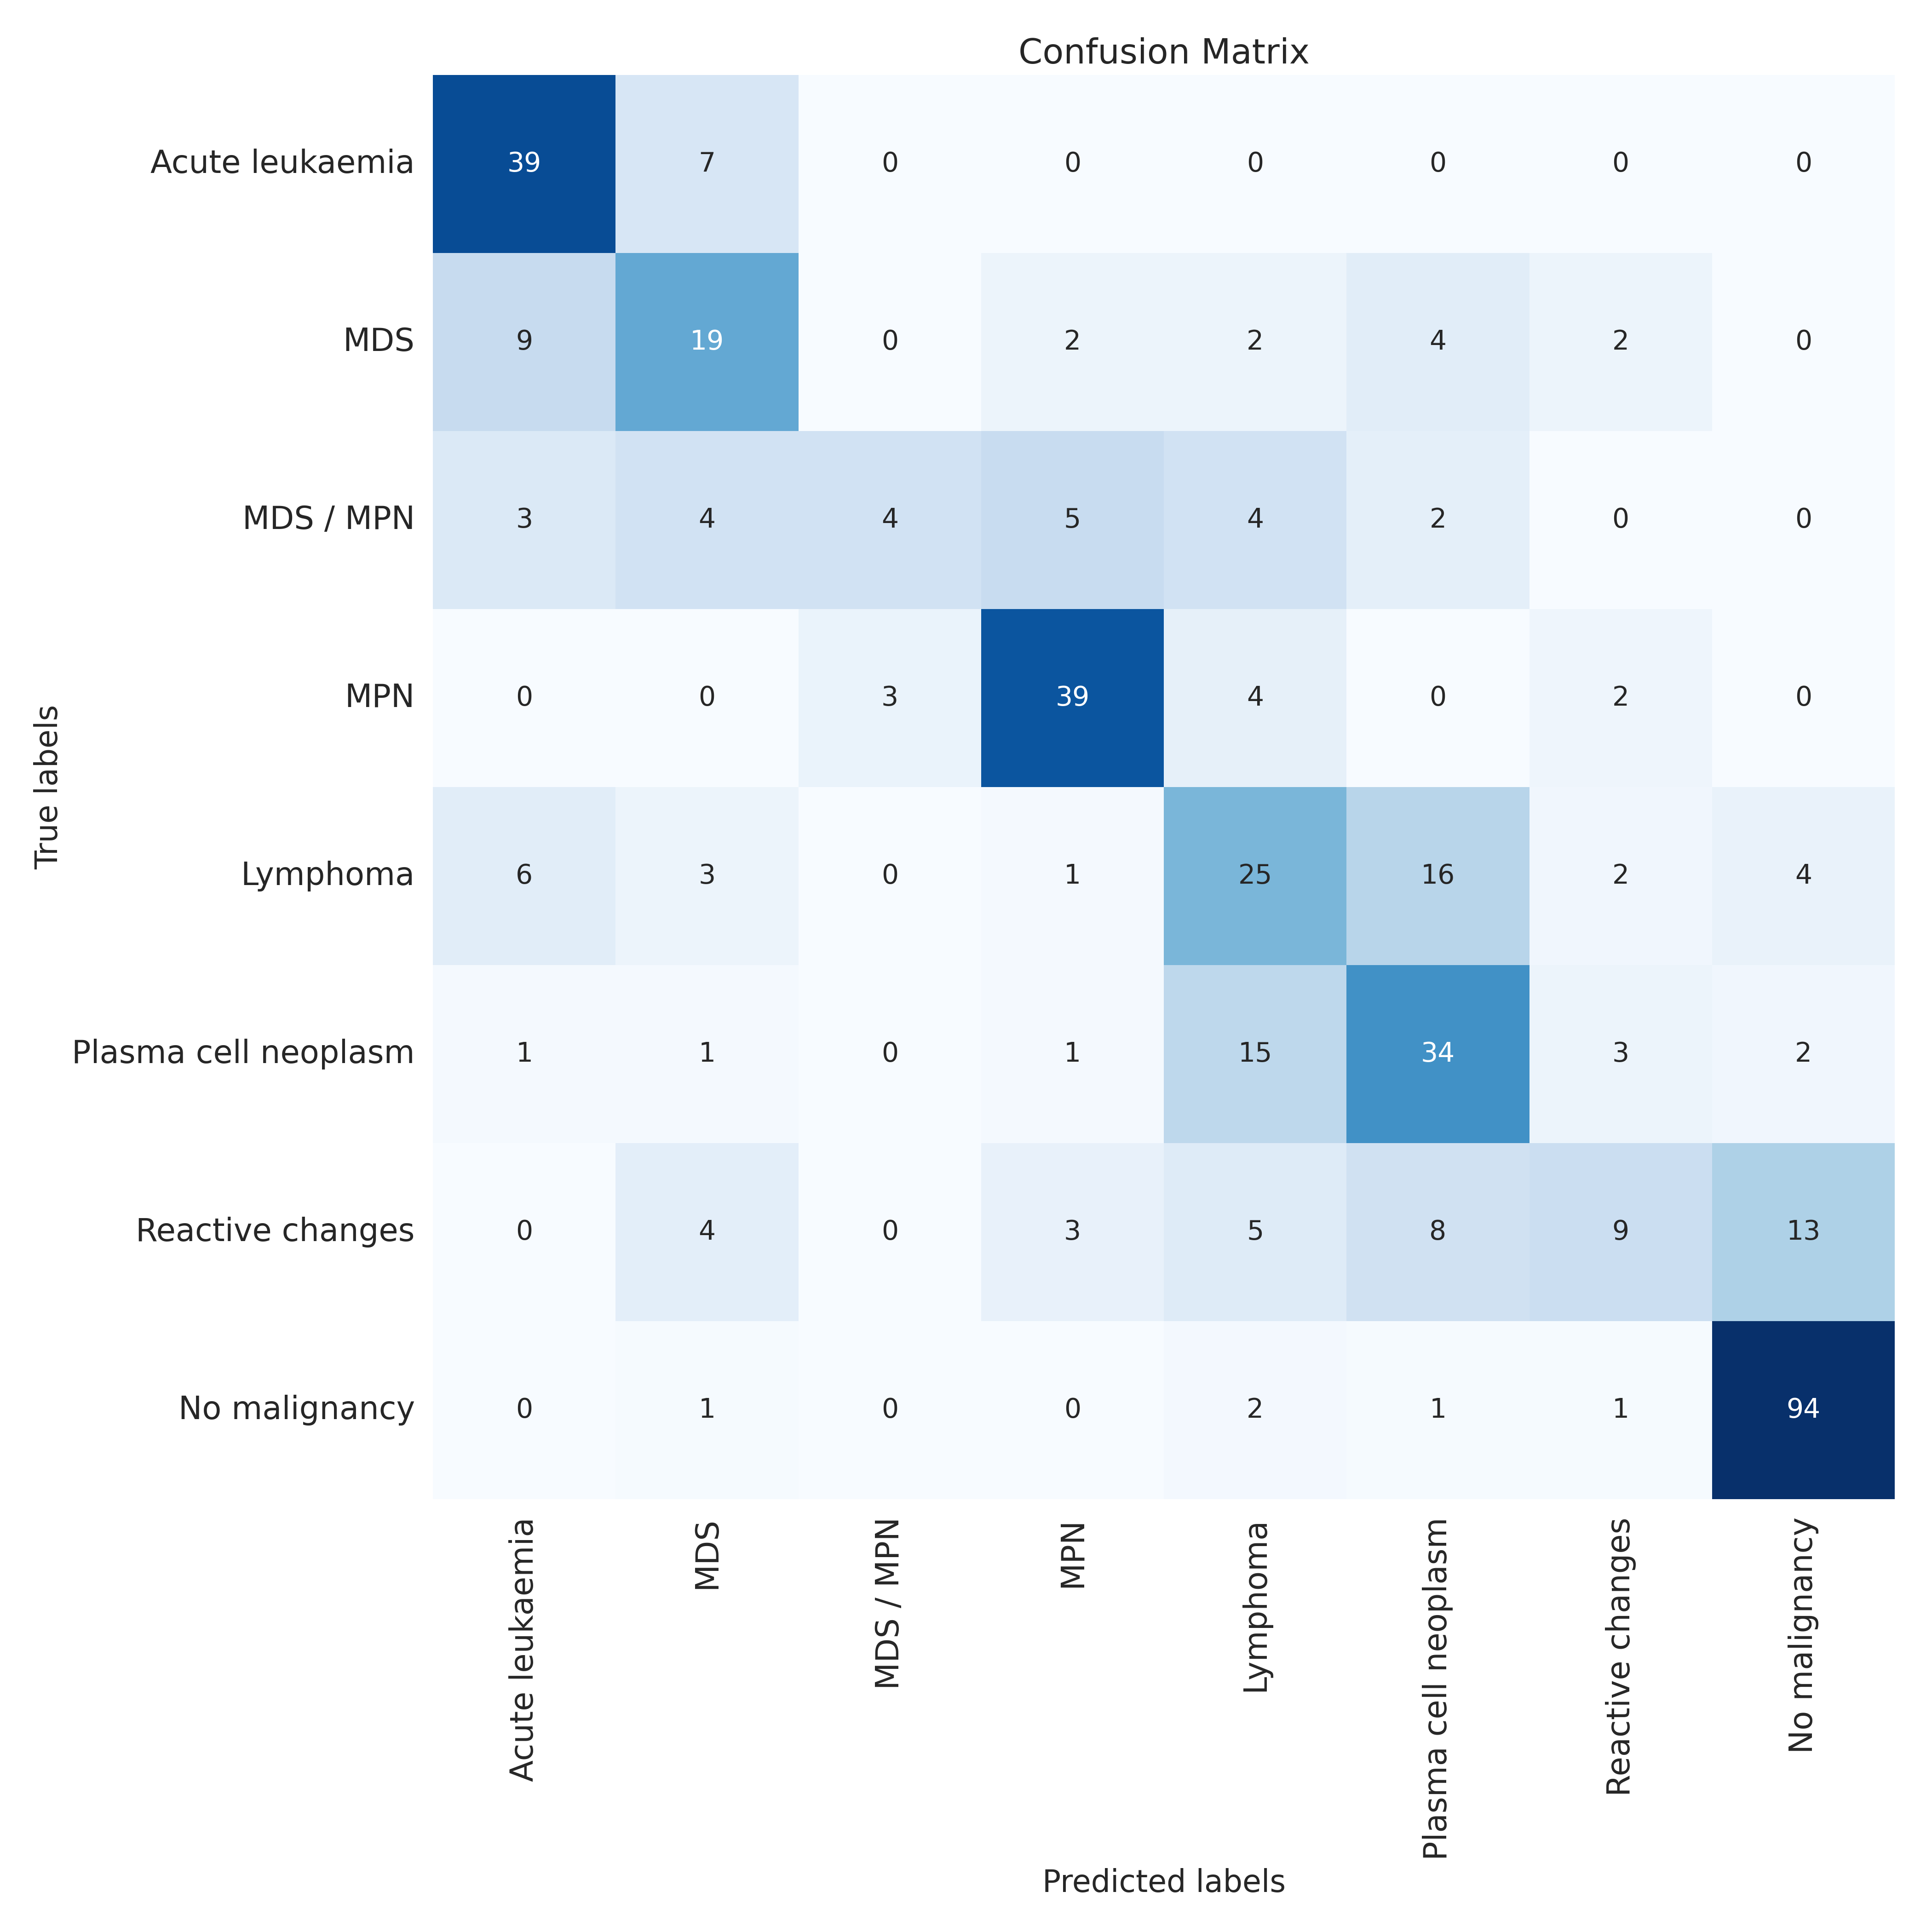 Confusion Matrix
Acute leukaemia 39 7 0 0 0 0 0 0
MDS 9 19 0 2 2 4 2 0
MDS / MPN 3 4 4 5 4 2 0 0
MPN 0 0 3 39 4 0 2 0
True labels
Lymphoma 6 3 0 1 25 16 2 4
Plasma cell neoplasm 1 1 0 1 15 34 3 2
Reactive changes 0 4 0 3 5 8 9 13
No malignancy 0 1 0 0 2 1 1 94
Acute leukaemia
MDS
MDS / MPN
MPN
Lymphoma
Plasma cell neoplasm
Reactive changes
No malignancy
Predicted labels